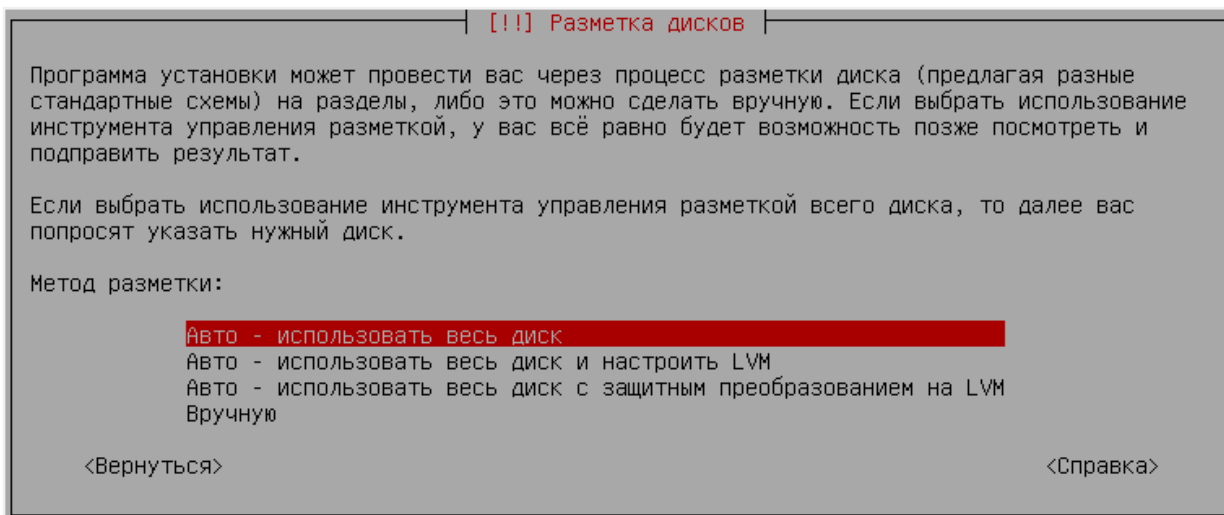 [!!] Разметка дисков
Программа установки может провести вас через процесс разметки диска (предлагая разные
стандартные схемы) на разделы, либо это можно сделать вручную. Если выбрать использование
инструмента управления разметкой, у вас всё равно будет возможность позже посмотреть и
подправить результат.
Если выбрать использование инструмента управления разметкой всего диска, то далее вас
попросят указать нужный диск.
Метод разметки:
Авто - использовать весь диск
Авто - использовать весь диск и настроить LVM
Авто - использовать весь диск с защитным преобразованием на LVM
Вручную
<Вернуться> <Справка>